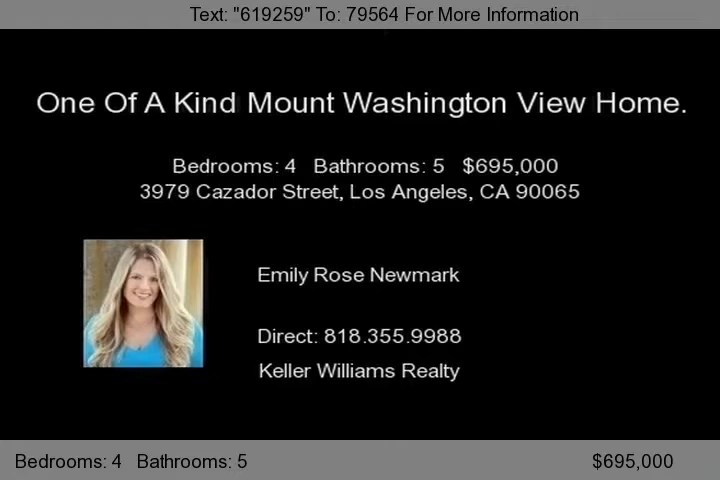 Text: "619259" To: 79564 For More Information
One Of A Kind Mount Washington View Home.
Bedrooms: 4 Bathrooms: 5 $695,000
3979 Cazador Street, Los Angeles, CA 90065
Emily Rose Newmark
Direct: 818.355.9988
Keller Williams Realty
Bedrooms: 4 Bathrooms: 5 $695,000